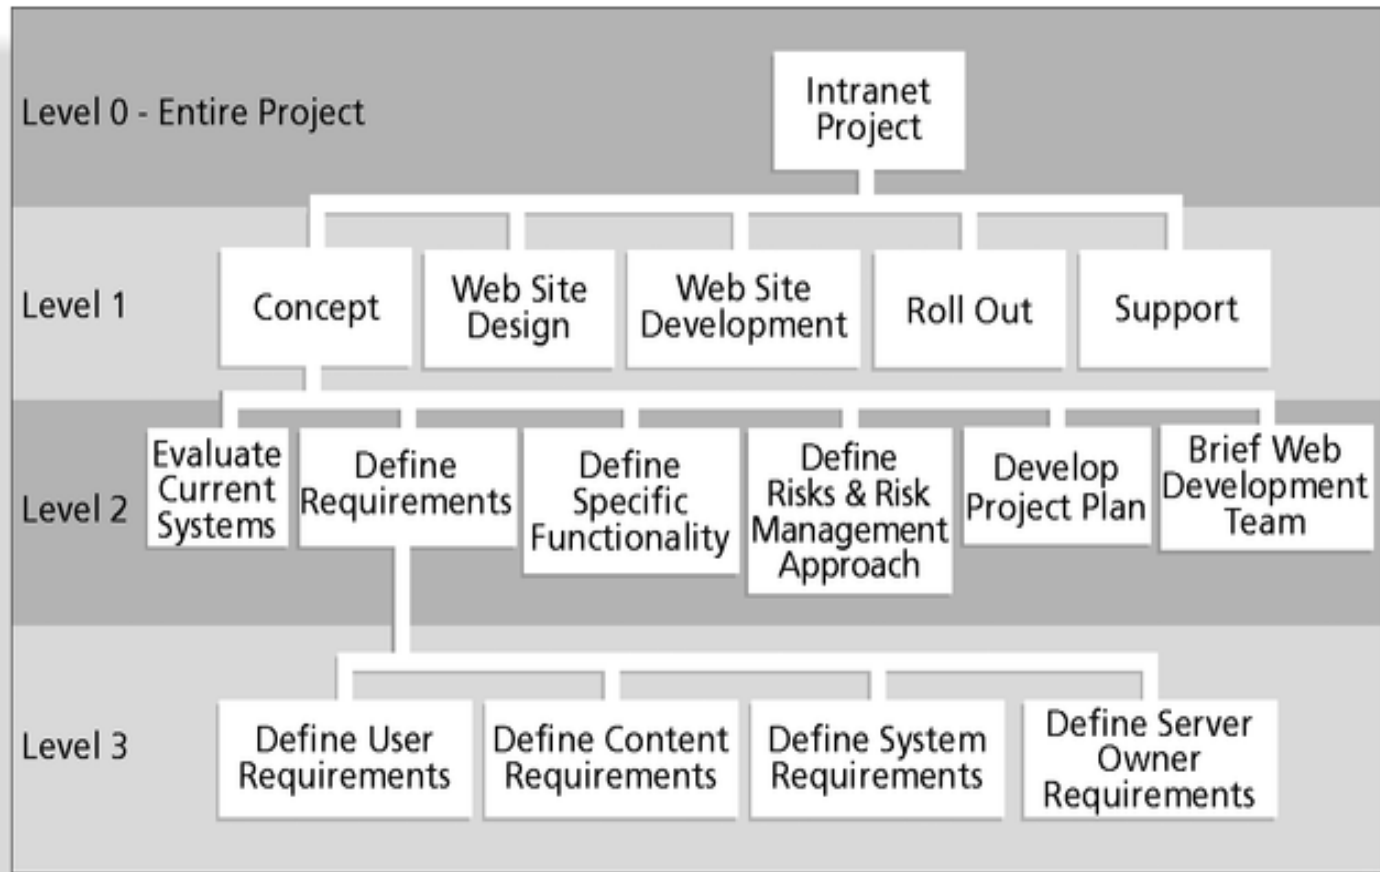 Level 0 - Entire Project
Intranet
Project
Level 1
Concept
Web Site
Design
Web Site
Development
Roll Out
Support
Level 2
Evaluate
Current
Systems
Define
Requirements
Define
Specific
Functionality
Define
Risks & Risk
Management
Approach
Develop
Project Plan
Brief Web
Development
Team
Level 3
Define User
Requirements
Define Content
Requirements
Define System
Requirements
Define Server
Owner
Requirements